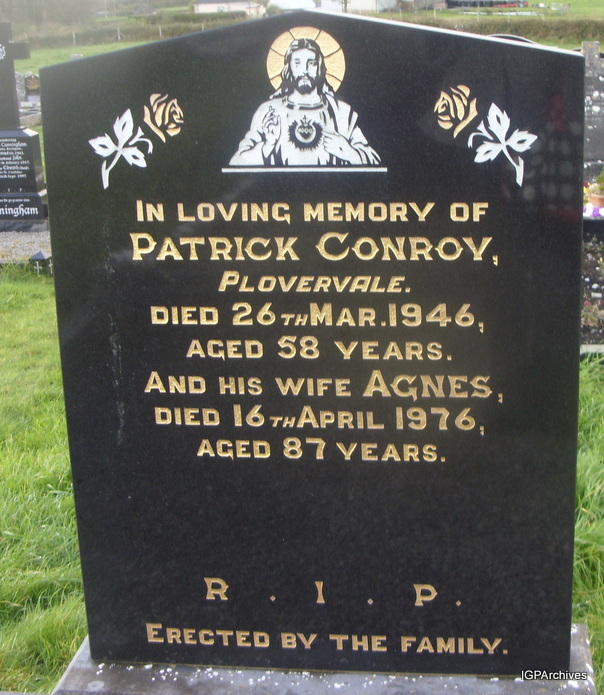 IN LOVING MEMORY OF
PATRICK CONROY,
PLOVERVALE.
DIED 26TH MAR. 1946,
AGED 58 YEARS.
AND HIS WIFE AGNES,
DIED 16TH APRIL 1976,
AGED 87 YEARS.
R . I . P .
ERECTED BY THE FAMILY.
IGPArchives